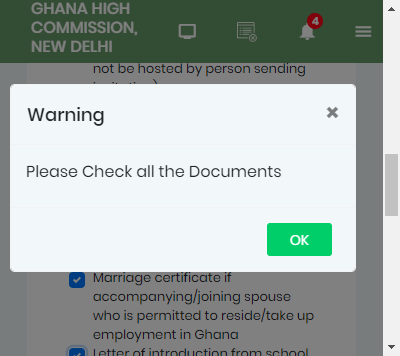 GHANA HIGH
COMMISSION,
NEW DELHI
4
not be hosted by person sending
Warning
Please Check all the Documents
OK
Marriage certificate if
accompanying/joining spouse
who is permitted to reside/take up
employment in Ghana
Letter of introduction from school